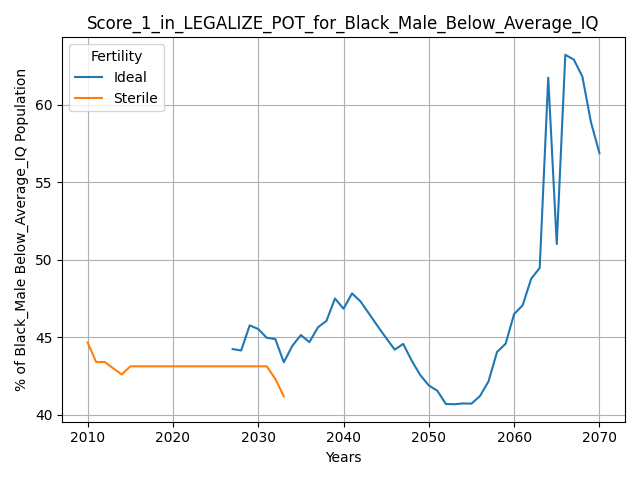 Score_1_in_LEGALIZE_POT_for_Black_Male_Below_Average_IQ
Fertility
Ideal
Sterile
% of Black_Male Below_Average_IQ Population
60
55
50
45
40
2010 2020 2030 2040 2050 2060 2070
Years